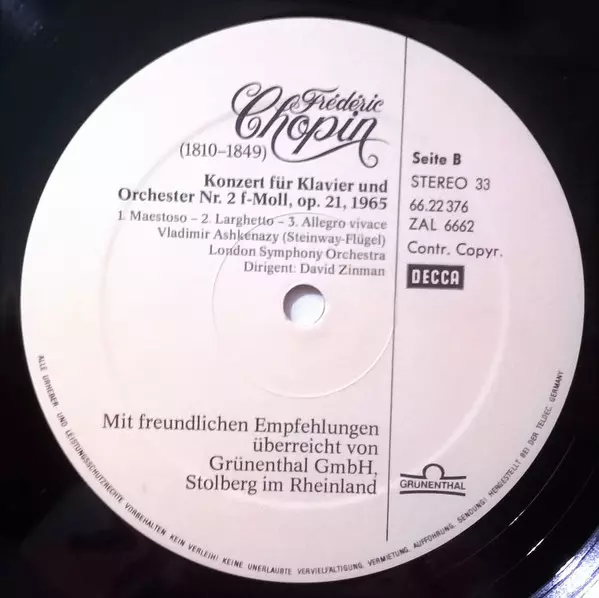 Frédéric
Chopin
(1810–1849)
Konzert für Klavier und
Orchester Nr. 2 f-Moll, op. 21, 1965
1. Maestoso – 2. Larghetto – 3. Allegro vivace
Vladimir Ashkenazy (Steinway-Flügel)
London Symphony Orchestra
Dirigent: David Zinman
Seite B
STEREO 33
66.22 376
ZAL 6662
Contr. Copyr.
DECCA
Mit freundlichen Empfehlungen
überreicht von
Grünenthal GmbH,
Stolberg im Rheinland
GRÜNENTHAL
ALLE URHEBER- UND LEISTUNGSSCHUTZRECHTE VORBEHALTEN. KEIN VERLEIH! KEINE UNERLAUBTE VERVIELFÄLTIGUNG, VERMIETUNG, AUFFÜHRUNG, SENDUNG! HERGESTELLT BEI DER TELDEC GERMANY